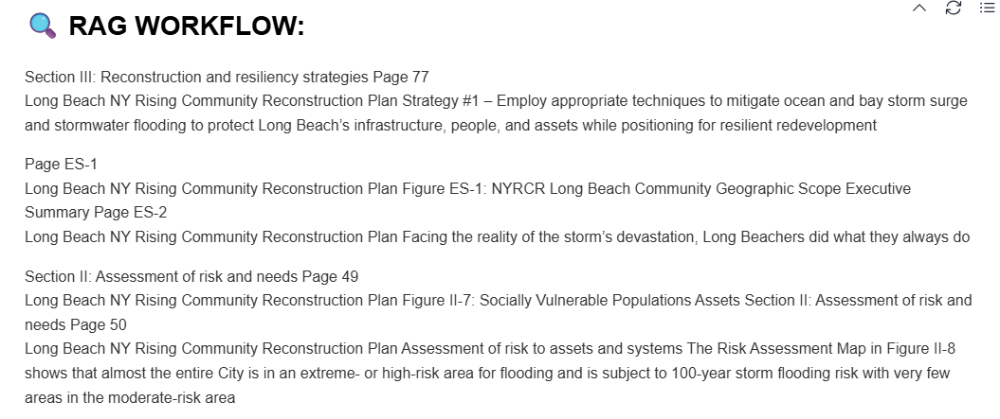 RAG WORKFLOW:
Section III: Reconstruction and resiliency strategies Page 77
Long Beach NY Rising Community Reconstruction Plan Strategy #1 – Employ appropriate techniques to mitigate ocean and bay storm surge
and stormwater flooding to protect Long Beach’s infrastructure, people, and assets while positioning for resilient redevelopment
Page ES-1
Long Beach NY Rising Community Reconstruction Plan Figure ES-1: NYRCR Long Beach Community Geographic Scope Executive
Summary Page ES-2
Long Beach NY Rising Community Reconstruction Plan Facing the reality of the storm’s devastation, Long Beachers did what they always do
Section II: Assessment of risk and needs Page 49
Long Beach NY Rising Community Reconstruction Plan Figure II-7: Socially Vulnerable Populations Assets Section II: Assessment of risk and
needs Page 50
Long Beach NY Rising Community Reconstruction Plan Assessment of risk to assets and systems The Risk Assessment Map in Figure II-8
shows that almost the entire City is in an extreme- or high-risk area for flooding and is subject to 100-year storm flooding risk with very few
areas in the moderate-risk area